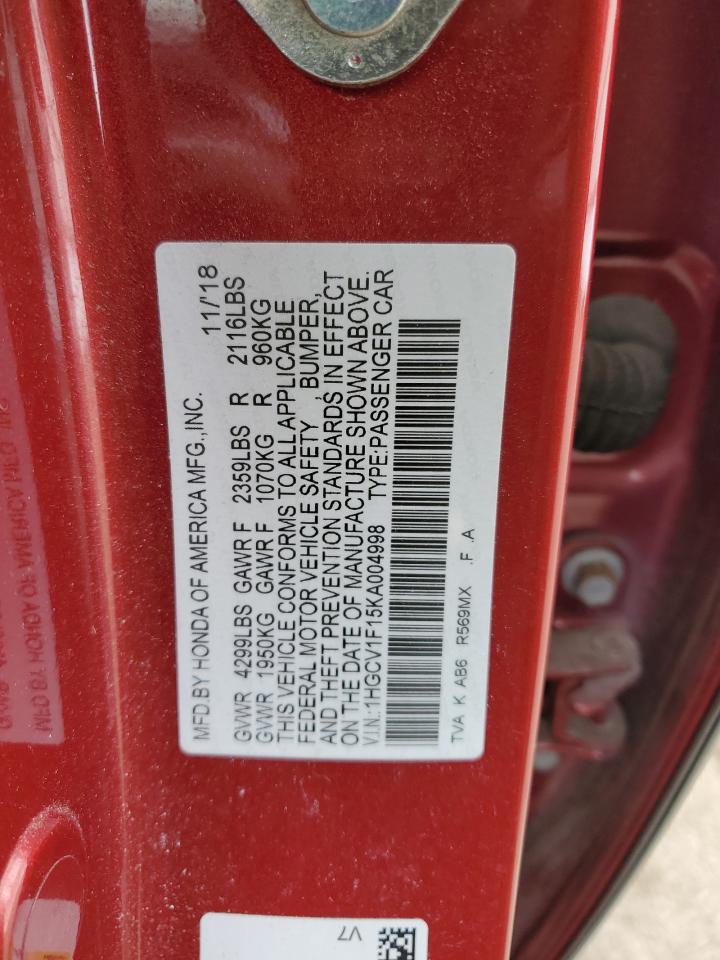 MFD.BY HONDA OF AMERICA MFG.,INC. 11/'18
GVWR 4299LBS GAWR F 2359LBS R 2116LBS
GVWR 1950KG GAWR F 1070KG R 960KG
THIS VEHICLE CONFORMS TO ALL APPLICABLE
FEDERAL MOTOR VEHICLE SAFETY , BUMPER,
AND THEFT PREVENTION STANDARDS IN EFFECT
ON THE DATE OF MANUFACTURE SHOWN ABOVE.
V.I.N.:1HGCV1F15KA004998 TYPE:PASSENGER CAR
TVA K AB6 R569MX .F .A
V7